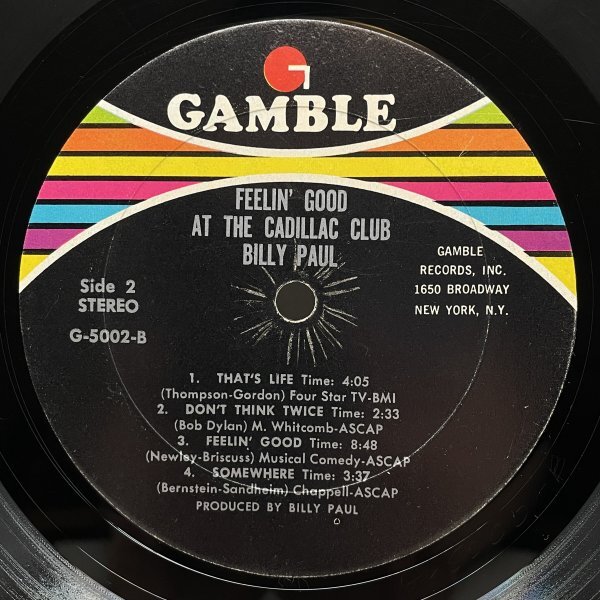 G
GAMBLE
FEELIN' GOOD
AT THE CADILLAC CLUB
BILLY PAUL
Side 2
STEREO
G-5002-B
GAMBLE
RECORDS, INC.
1650 BROADWAY
NEW YORK, N.Y.
1. THAT'S LIFE Time: 4:05
(Thompson-Gordon) Four Star TV-BMI
2. DON'T THINK TWICE Time: 2:33
(Bob Dylan) M. Whitcomb-ASCAP
3. FEELIN' GOOD Time: 8:48
(Newley-Briscuss) Musical Comedy-ASCAP
4. SOMEWHERE Time: 3:37
(Bernstein-Sandheim) Chappell-ASCAP
PRODUCED BY BILLY PAUL